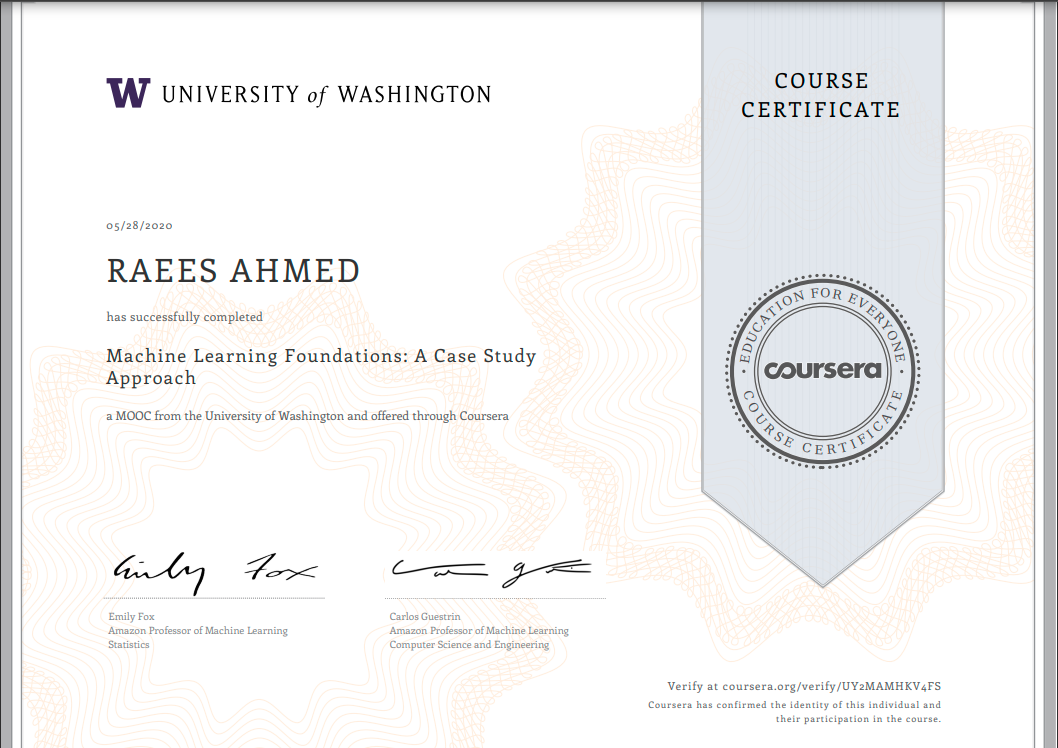 W UNIVERSITY of WASHINGTON
COURSE
CERTIFICATE
05/28/2020
RAEES AHMED
has successfully completed
Machine Learning Foundations: A Case Study
Approach
a MOOC from the University of Washington and offered through Coursera
EDUCATION FOR EVERYONE
coursera
COURSE CERTIFICATE
Emily Fox
Emily Fox
Amazon Professor of Machine Learning
Statistics
Carlos Guestrin
Amazon Professor of Machine Learning
Computer Science and Engineering
Verify at coursera.org/verify/UY2MAMHKV4FS
Coursera has confirmed the identity of this individual and
their participation in the course.